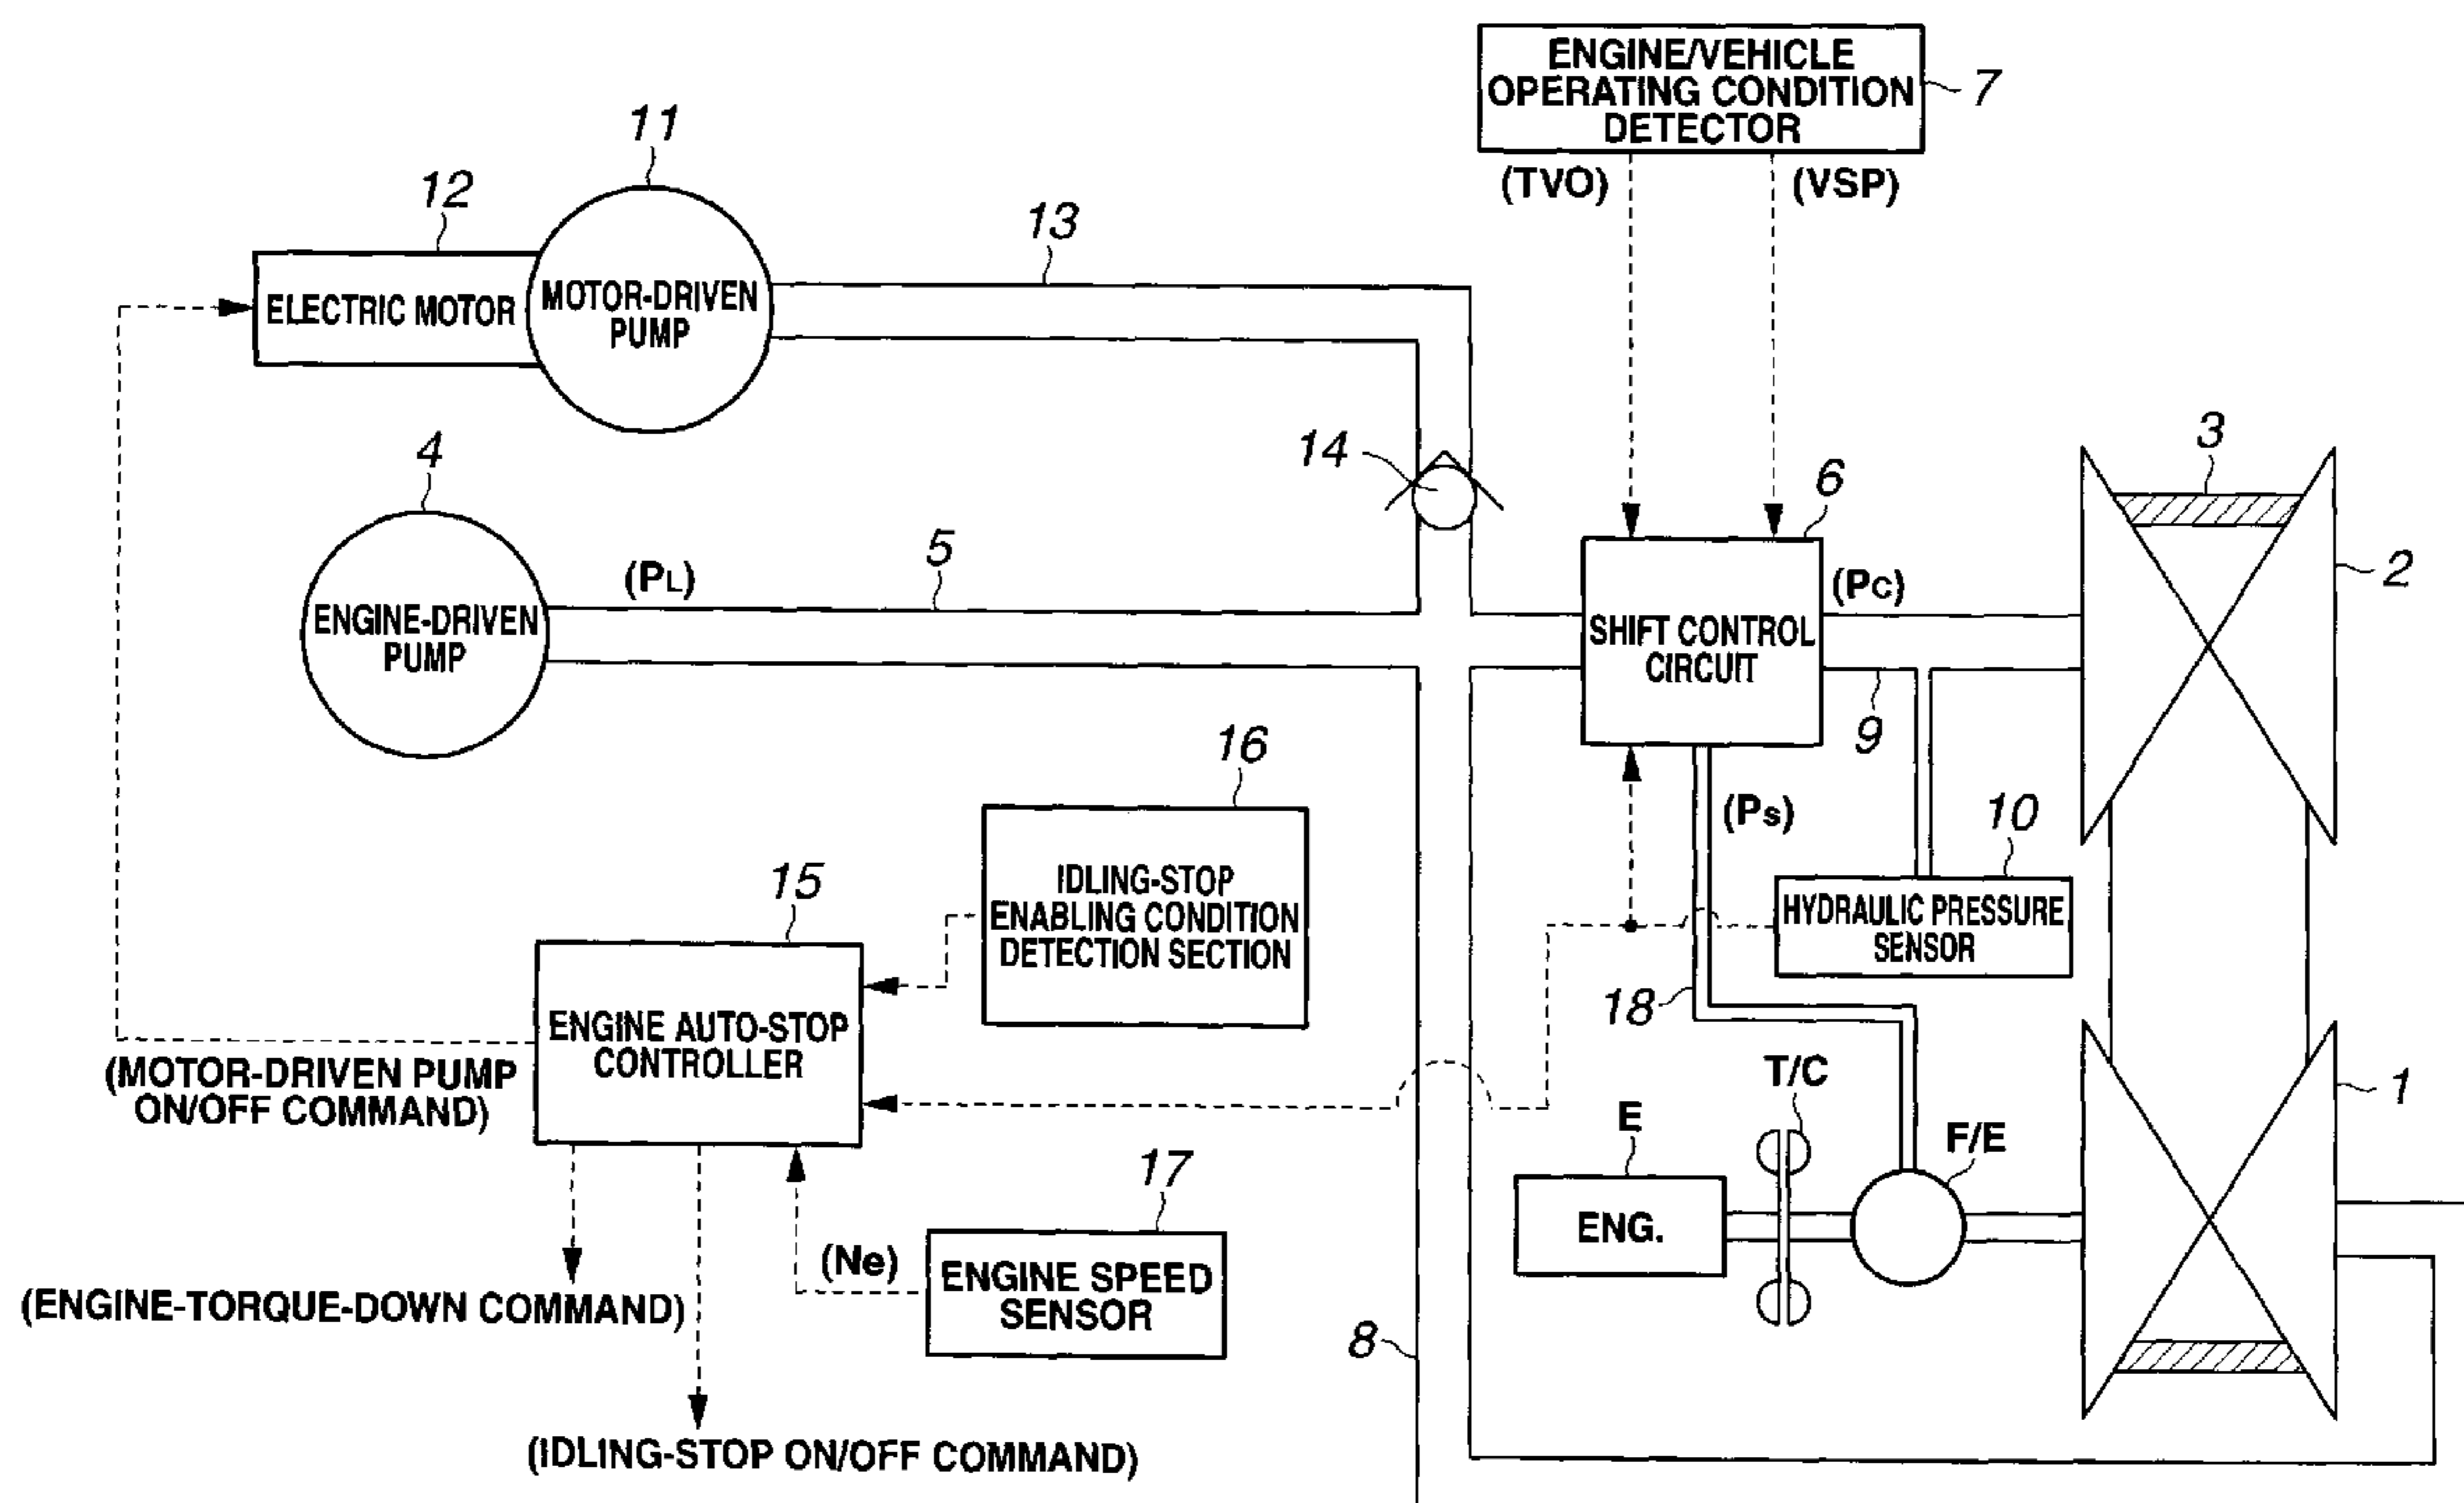 ENGINE/VEHICLE
OPERATING CONDITION
DETECTOR
7
(TVO)
(VSP)
11
12
13
ELECTRIC MOTOR
MOTOR-DRIVEN
PUMP
14
4
(PL)
5
ENGINE-DRIVEN
PUMP
6
SHIFT CONTROL
CIRCUIT
(PC)
9
3
2
16
IDLING-STOP
ENABLING CONDITION
DETECTION SECTION
(Ps)
10
HYDRAULIC PRESSURE
SENSOR
15
ENGINE AUTO-STOP
CONTROLLER
18
(MOTOR-DRIVEN PUMP
ON/OFF COMMAND)
T/C
E
F/E
1
ENG.
17
(Ne)
ENGINE SPEED
SENSOR
(ENGINE-TORQUE-DOWN COMMAND)
8
(IDLING-STOP ON/OFF COMMAND)